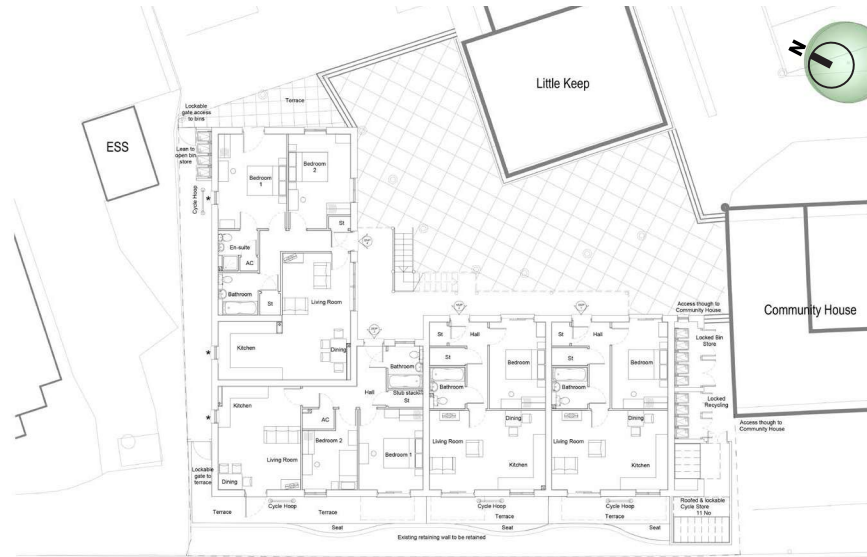 N
Little Keep
ESS
Community House
Lockable
gate access
to bins
Terrace
Lean to
open bin
store
Cycle Hoop
Bedroom
1
Bedroom
2
St
En-suite
AC
Bathroom
St
Living Room
Kitchen
Dining
Kitchen
Living Room
Dining
Hall
AC
Bathroom
Stub stack
St
Bedroom 2
Bedroom 1
St
Hall
St
Bedroom
Bathroom
Dining
Living Room
Kitchen
St
Hall
St
Bedroom
Bathroom
Dining
Living Room
Kitchen
Access though to
Community House
Locked Bin
Store
Locked
Recycling
Access though to
Community House
Lockable
gate to
terrace
Terrace
Cycle Hoop
Terrace
Seat
Cycle Hoop
Terrace
Seat
Cycle Hoop
Terrace
Seat
Roofed & lockable
Cycle Store
11 No
Existing retaining wall to be retained